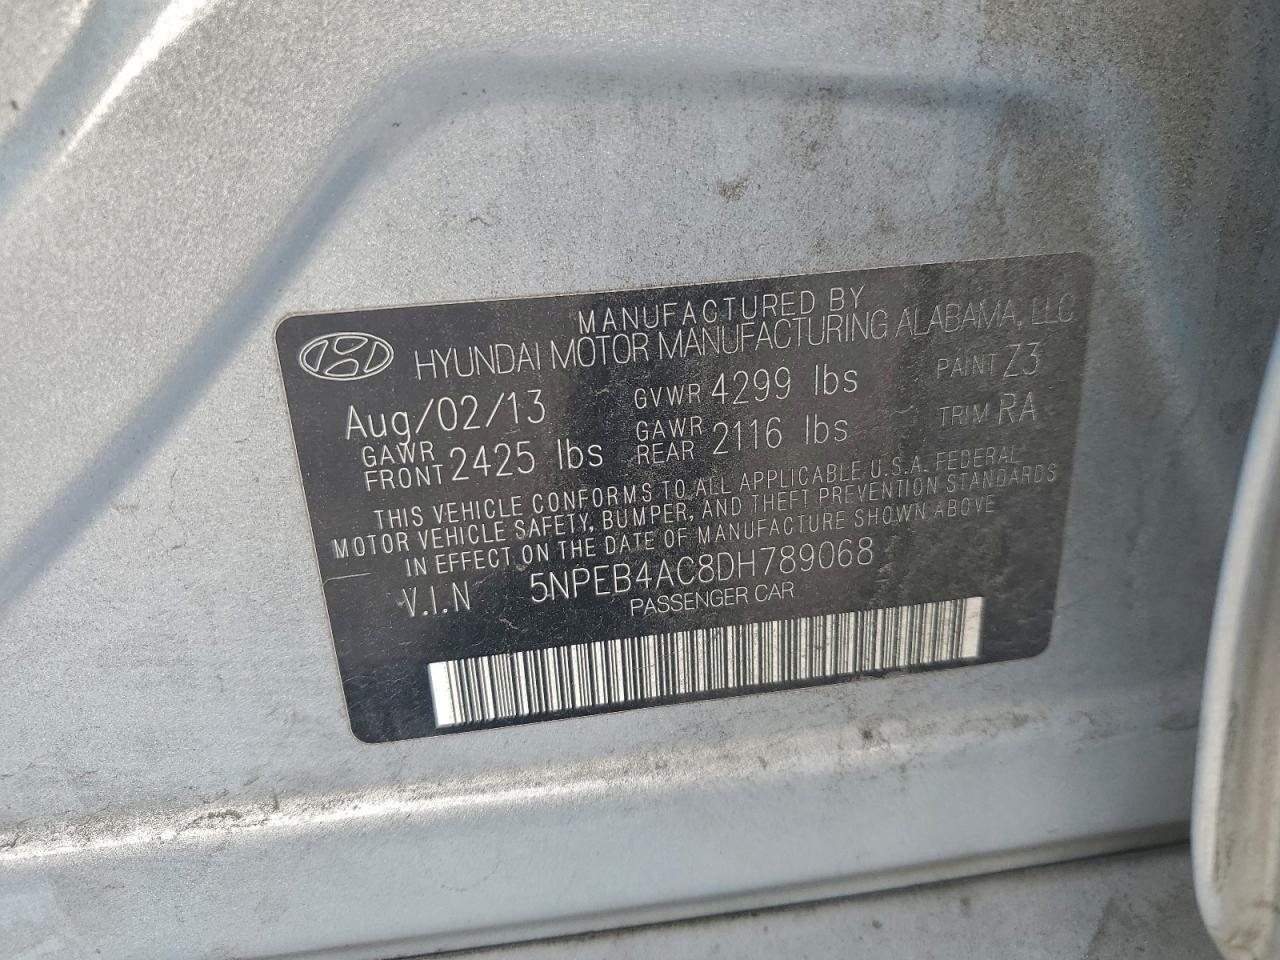 MANUFACTURED BY
HYUNDAI MOTOR MANUFACTURING ALABAMA, LLC
Aug/02/13 GVWR 4299 lbs PAINT Z3
GAWR FRONT 2425 lbs GAWR REAR 2116 lbs TRIM RA
THIS VEHICLE CONFORMS TO ALL APPLICABLE U.S.A. FEDERAL
MOTOR VEHICLE SAFETY, BUMPER, AND THEFT PREVENTION STANDARDS
IN EFFECT ON THE DATE OF MANUFACTURE SHOWN ABOVE
V.I.N 5NPEB4AC8DH789068
PASSENGER CAR